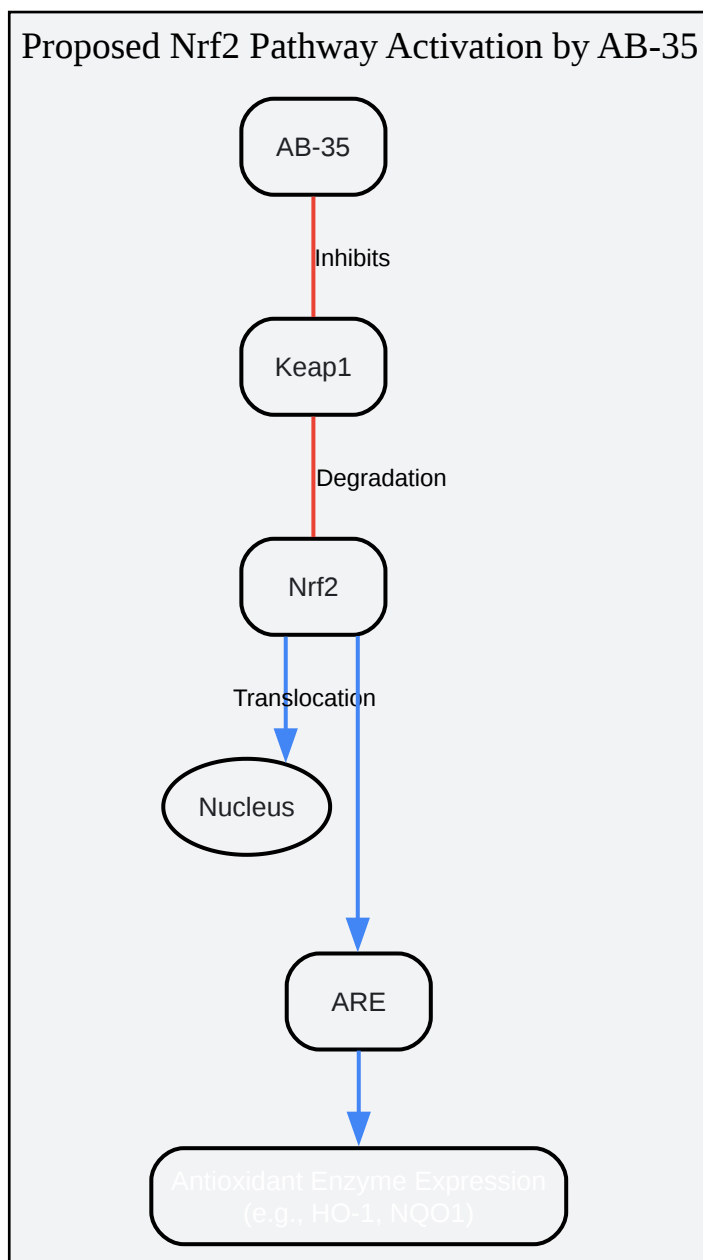 Proposed Nrf2 Pathway Activation by AB-35
AB-35
Inhibits
Keap1
Degradation
Nrf2
Translocation
Nucleus
ARE
Antioxidant Enzyme Expression
(e.g., HO-1, NQO1)